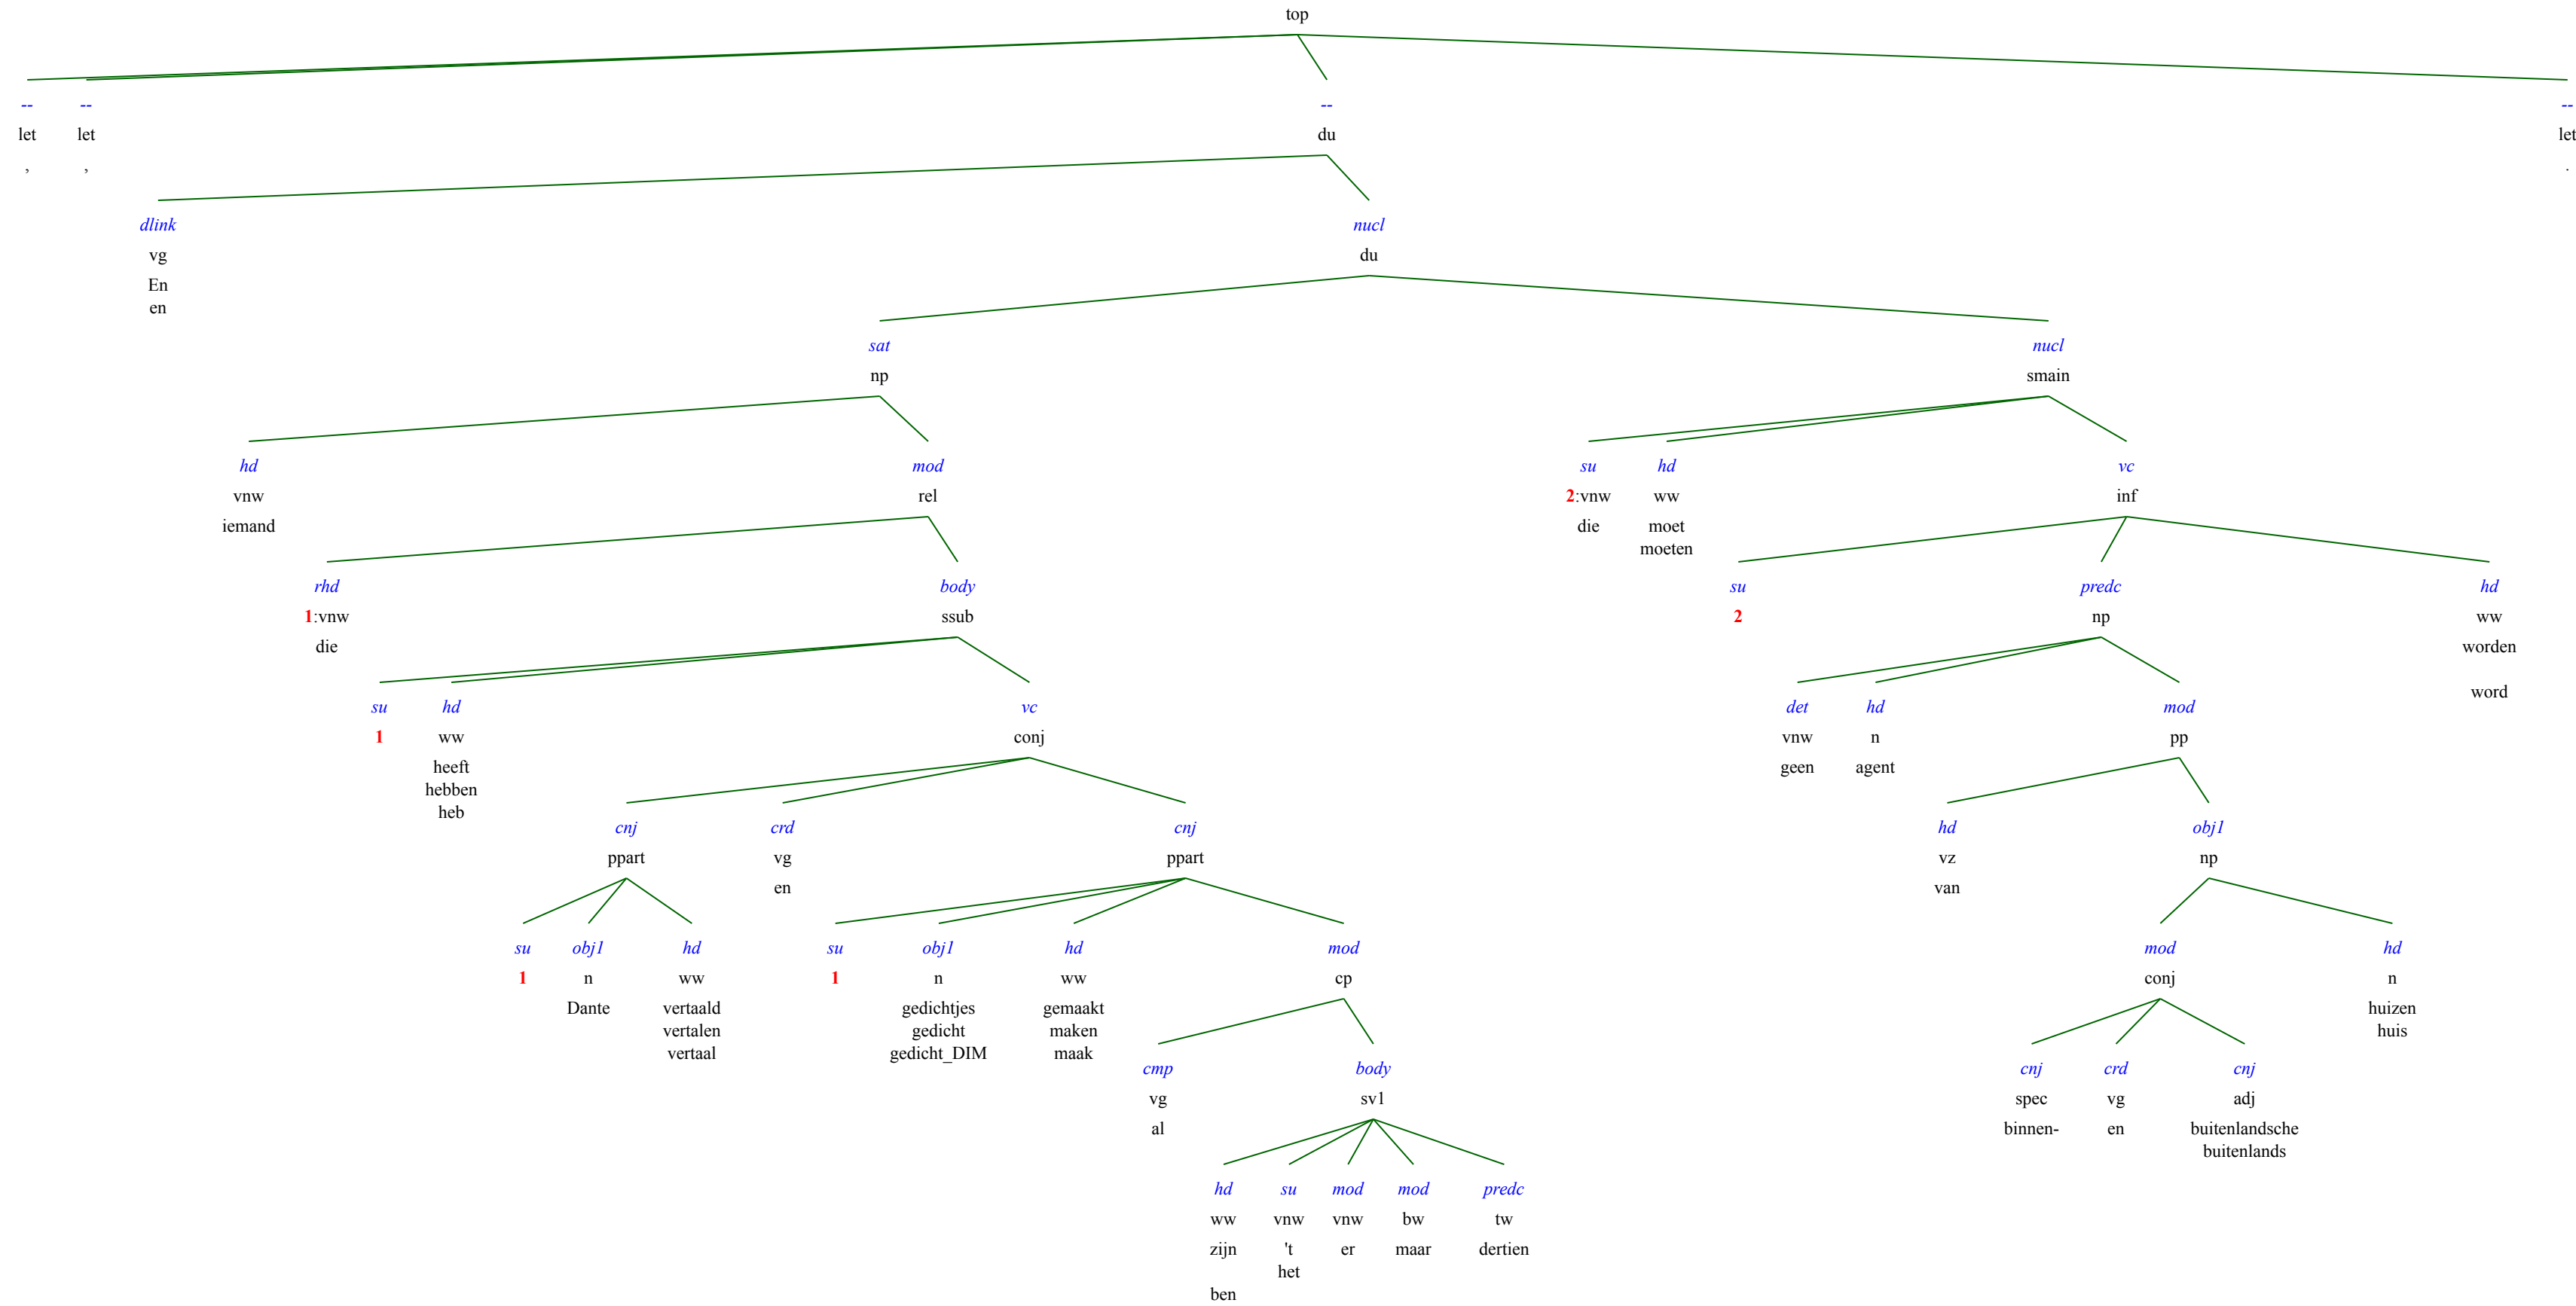 top
-- -- -- --
let let du let
, , .
dlink nucl
vg du
En
en
sat nucl
np smain
hd mod su hd vc
vnw rel 2:vnw ww inf
iemand die moet
moeten
rhd body su predc hd
1:vnw ssub 2 np ww
die worden
word
su hd vc det hd mod
1 ww conj vnw n pp
heeft geen agent
hebben
heb
cnj crd cnj hd obj1
ppart vg ppart vz np
en van
su obj1 hd su obj1 hd mod mod hd
1 n ww 1 n ww cp conj n
Dante vertaald gedichtjes gemaakt huizen
vertalen gedicht maken huis
vertaal gedicht_DIM maak
cmp body cnj crd cnj
vg sv1 spec vg adj
al binnen- en buitenlandsche
buitenlands
hd su mod mod predc
ww vnw vnw bw tw
zijn 't er maar dertien
het
ben